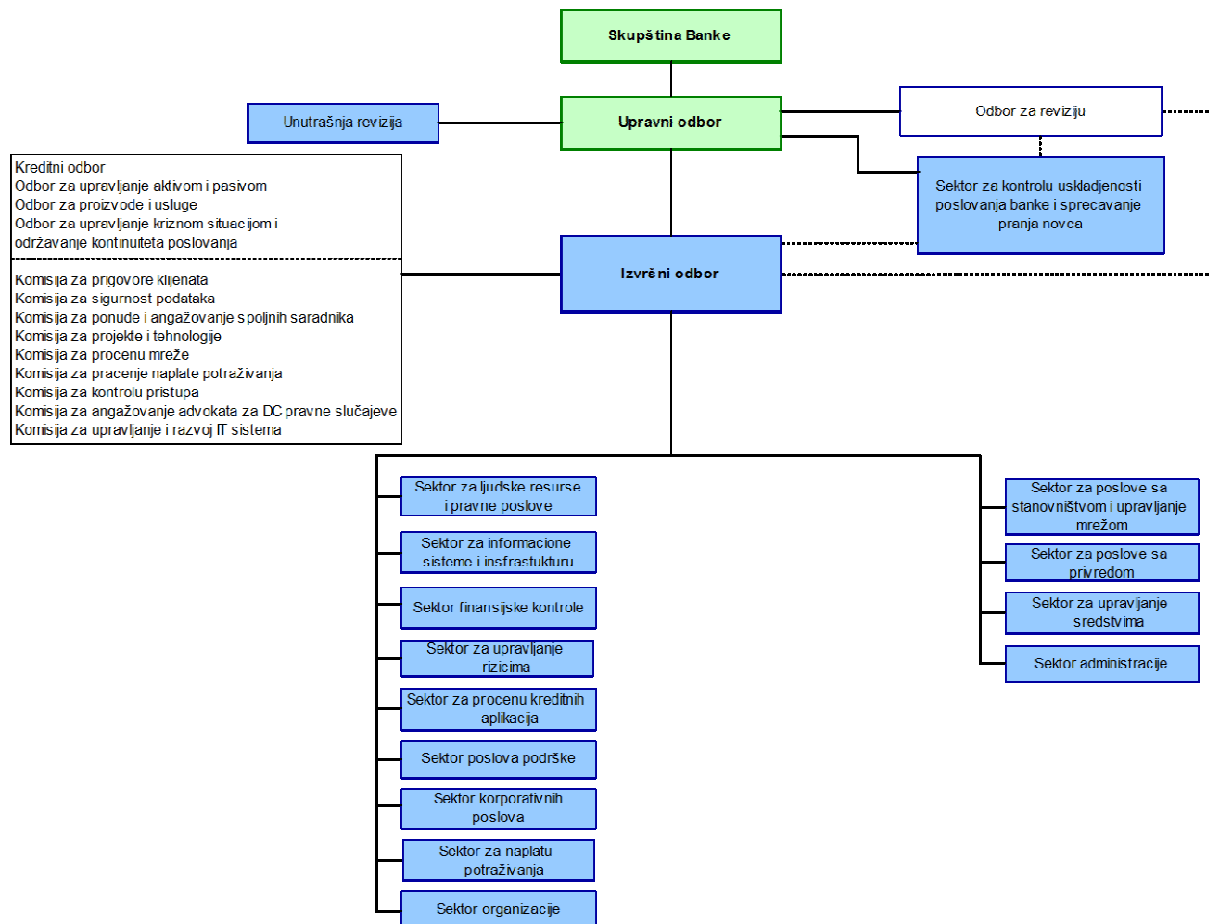 Skupština Banke
Unutrašnja revizija
Upravni odbor
Odbor za reviziju
Kreditni odbor
Odbor za upravljanje aktivom i pasivom
Odbor za proizvode i usluge
Odbor za upravljanje kriznom situacijom i
održavanje kontinuiteta poslovanja
Sektor za kontrolu uskladjenosti
poslovanja banke i sprecavanje
pranja novca
Izvršni odbor
Komisija za prigovore klijenata
Komisija za sigurnost podataka
Komisija za ponude i angažovanje spoljnih saradnika
Komisija za projekte i tehnologije
Komisija za procenu mreže
Komisija za pracenje naplate potraživanja
Komisija za kontrolu pristupa
Komisija za angažovanje advokata za DC pravne slučajeve
Komisija za upravljanje i razvoj IT sistema
Sektor za ljudske resurse
i pravne poslove
Sektor za informacione
sisteme i insfrastukturu
Sektor finansijske kontrole
Sektor za upravljanje
rizicima
Sektor za procenu kreditnih
aplikacija
Sektor poslova podrške
Sektor korporativnih
poslova
Sektor za naplatu
potraživanja
Sektor organizacije
Sektor za poslove sa
stanovništvom i upravljanje
mrežom
Sektor za poslove sa
privredom
Sektor za upravljanje
sredstvima
Sektor administracije